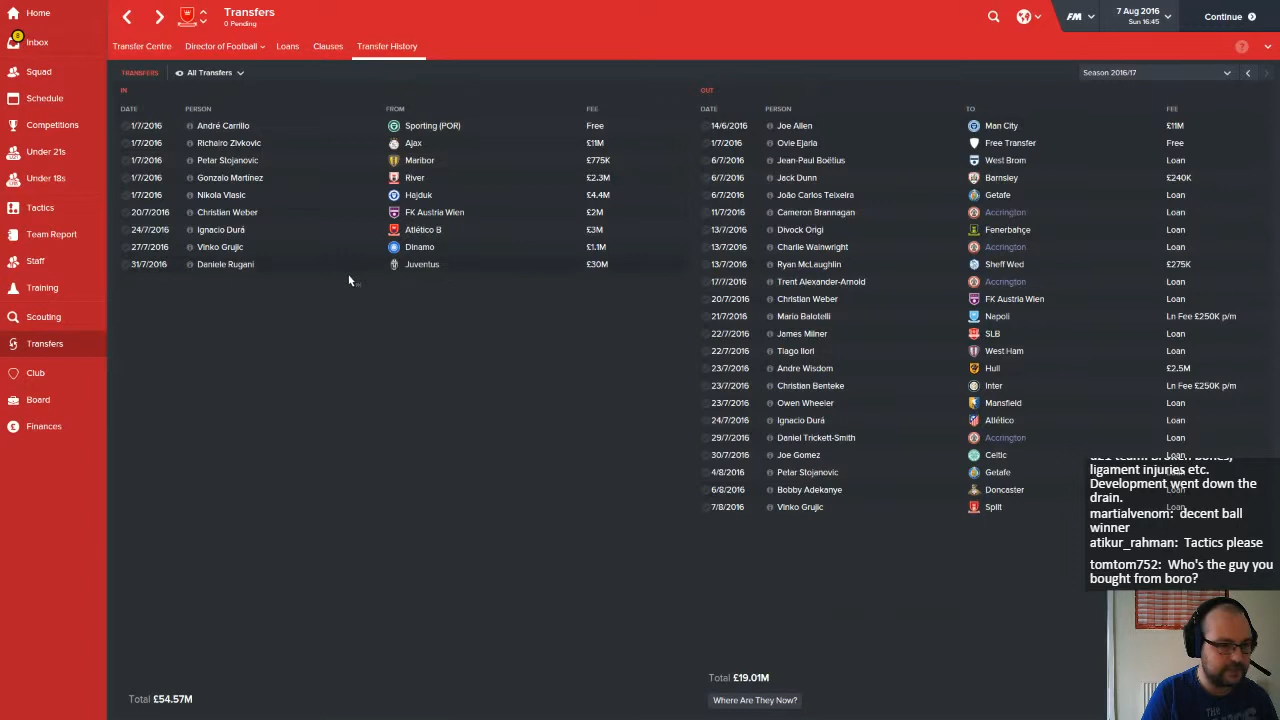 Home
Inbox
6
Squad
Schedule
Competitions
Under 21s
Under 18s
Tactics
Team Report
Staff
Training
Scouting
Transfers
Club
Board
Finances
Transfers
0 Pending
FM
7 Aug 2016
Sun 16:45
Continue
Transfer Centre Director of Football Loans Clauses Transfer History
?
TRANSFERS All Transfers
Season 2016/17
IN
DATE PERSON FROM FEE
1/7/2016 André Carrillo Sporting (POR) Free
1/7/2016 Richairo Zivkovic Ajax £11M
1/7/2016 Petar Stojanovic Maribor £775K
1/7/2016 Gonzalo Martínez River £2.3M
1/7/2016 Nikola Vlasic Hajduk £4.4M
20/7/2016 Christian Weber FK Austria Wien £2M
24/7/2016 Ignacio Durá Atlético B £3M
27/7/2016 Vinko Grujic Dinamo £1.1M
31/7/2016 Daniele Rugani Juventus £30M
Total £54.57M
OUT
DATE PERSON TO FEE
14/6/2016 Joe Allen Man City £11M
1/7/2016 Ovie Ejaria Free Transfer Free
6/7/2016 Jean-Paul Boëtius West Brom Loan
6/7/2016 Jack Dunn Barnsley £240K
6/7/2016 João Carlos Teixeira Getafe Loan
11/7/2016 Cameron Brannagan Accrington Loan
13/7/2016 Divock Origi Fenerbahçe Loan
13/7/2016 Charlie Wainwright Accrington Loan
13/7/2016 Ryan McLaughlin Sheff Wed £275K
17/7/2016 Trent Alexander-Arnold Accrington Loan
20/7/2016 Christian Weber FK Austria Wien Loan
21/7/2016 Mario Balotelli Napoli Ln Fee £250K p/m
22/7/2016 James Milner SLB Loan
22/7/2016 Tiago Ilori West Ham Loan
23/7/2016 Andre Wisdom Hull £2.5M
23/7/2016 Christian Benteke Inter Ln Fee £250K p/m
23/7/2016 Owen Wheeler Mansfield Loan
24/7/2016 Ignacio Durá Atlético Loan
29/7/2016 Daniel Trickett-Smith Accrington Loan
30/7/2016 Joe Gomez Celtic Loan
4/8/2016 Petar Stojanovic Getafe Loan
6/8/2016 Bobby Adekanye Doncaster Loan
7/8/2016 Vinko Grujic Split Loan
Total £19.01M
Where Are They Now?
u21 team. Broken bones,
ligament injuries etc.
Development went down the
drain.
martialvenom: decent ball
winner
atikur_rahman: Tactics please
tomtom752: Who's the guy you
bought from boro?
THE